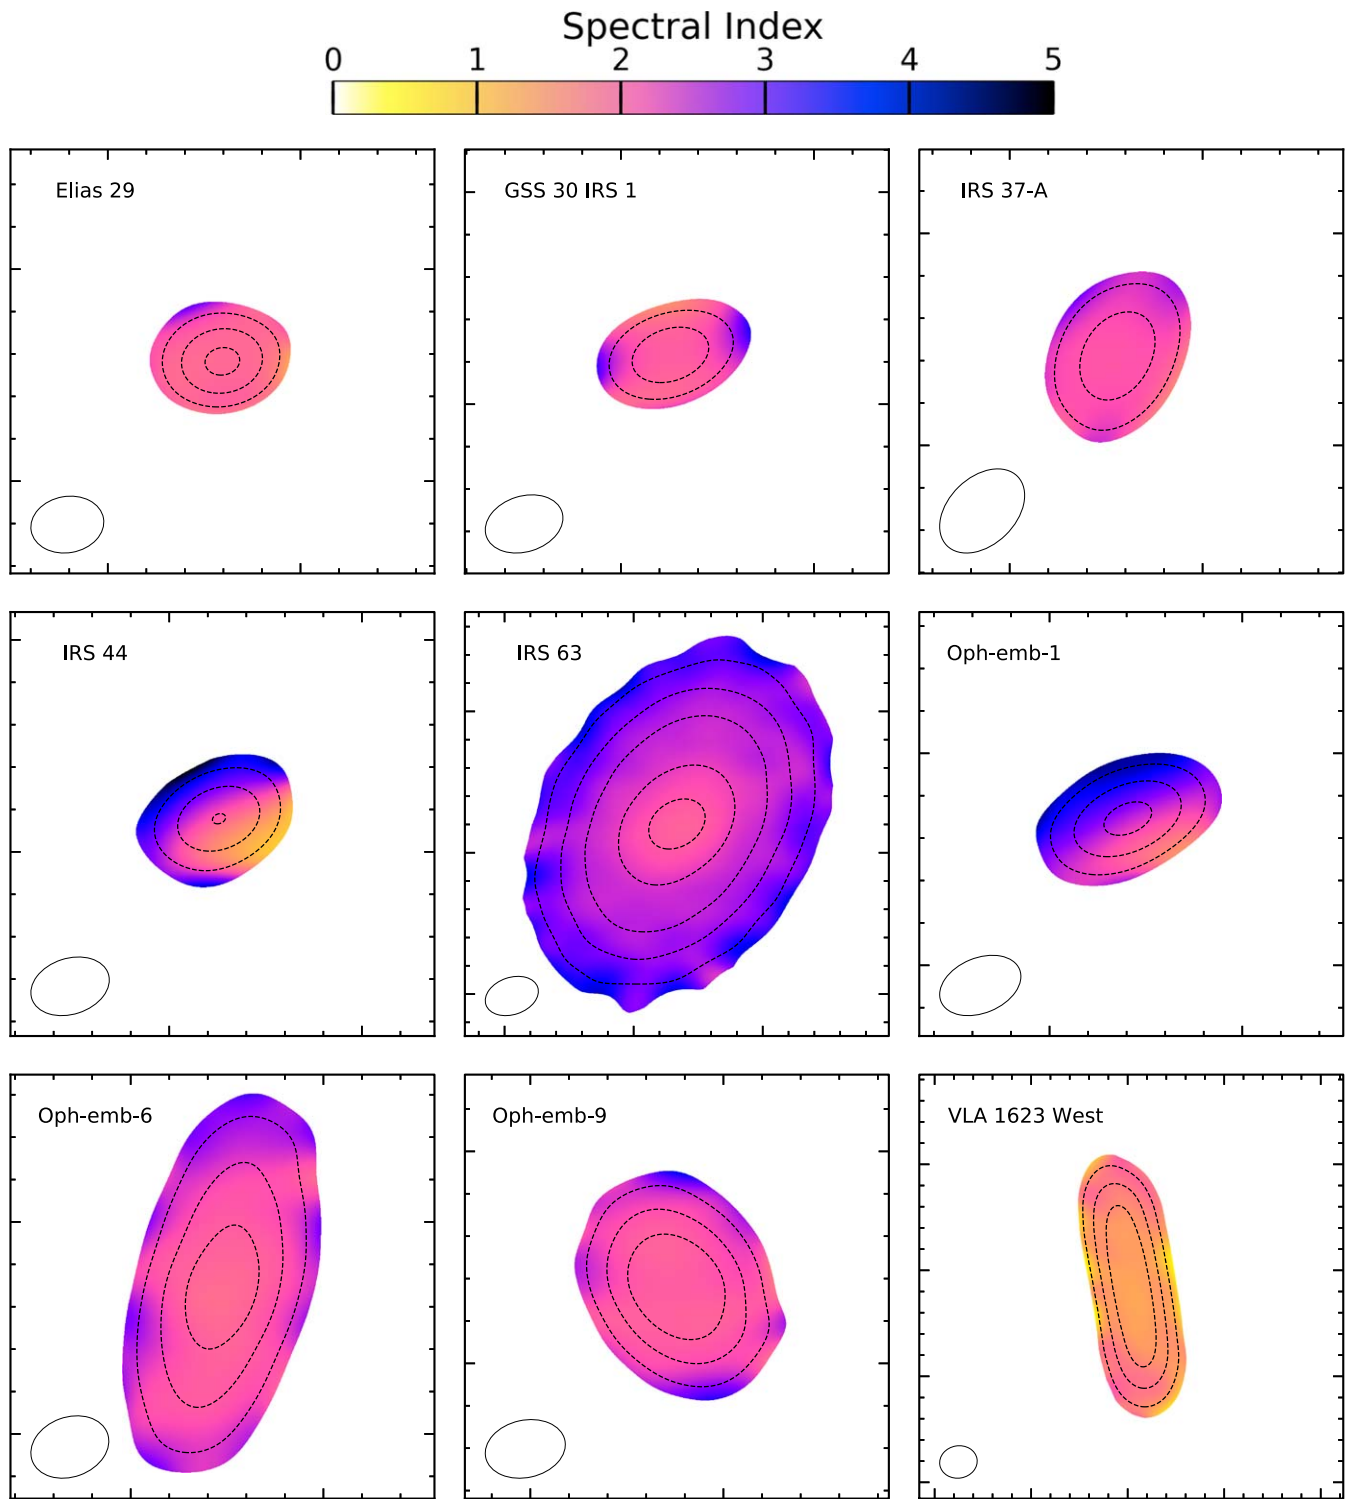 Spectral Index
0 1 2 3 4 5
Elias 29
GSS 30 IRS 1
IRS 37-A
IRS 44
IRS 63
Oph-emb-1
Oph-emb-6
Oph-emb-9
VLA 1623 West